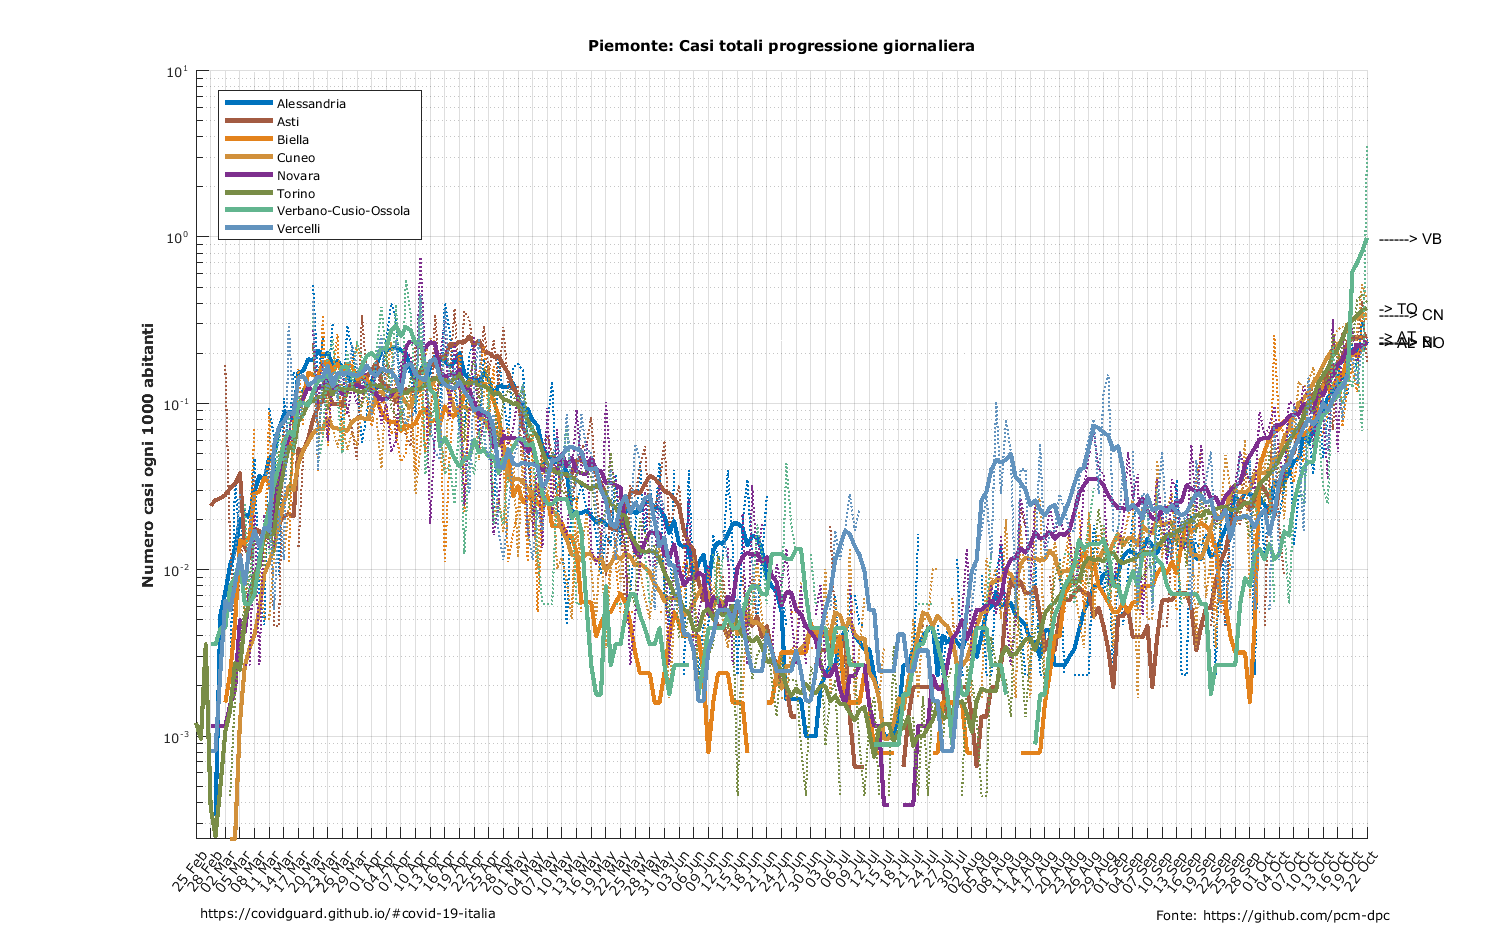 Piemonte: Casi totali progressione giornaliera
Numero casi ogni 1000 abitanti
10¹
10⁰
10⁻¹
10⁻²
10⁻³
Alessandria
Asti
Biella
Cuneo
Novara
Torino
Verbano-Cusio-Ossola
Vercelli
------> VB
-> TO
------> CN
-> AT
NO
25 Feb
28 Feb
02 Mar
05 Mar
08 Mar
11 Mar
14 Mar
17 Mar
20 Mar
23 Mar
26 Mar
29 Mar
01 Apr
04 Apr
07 Apr
10 Apr
13 Apr
16 Apr
19 Apr
22 Apr
25 Apr
28 Apr
01 May
04 May
07 May
10 May
13 May
16 May
19 May
22 May
25 May
28 May
31 May
03 Jun
06 Jun
09 Jun
12 Jun
15 Jun
18 Jun
21 Jun
24 Jun
27 Jun
30 Jun
03 Jul
06 Jul
09 Jul
12 Jul
15 Jul
18 Jul
21 Jul
24 Jul
27 Jul
30 Jul
02 Aug
05 Aug
08 Aug
11 Aug
14 Aug
17 Aug
20 Aug
23 Aug
26 Aug
29 Aug
01 Sep
04 Sep
07 Sep
10 Sep
13 Sep
16 Sep
19 Sep
22 Sep
25 Sep
28 Sep
01 Oct
04 Oct
07 Oct
10 Oct
13 Oct
16 Oct
19 Oct
22 Oct
https://covidguard.github.io/#covid-19-italia
Fonte: https://github.com/pcm-dpc